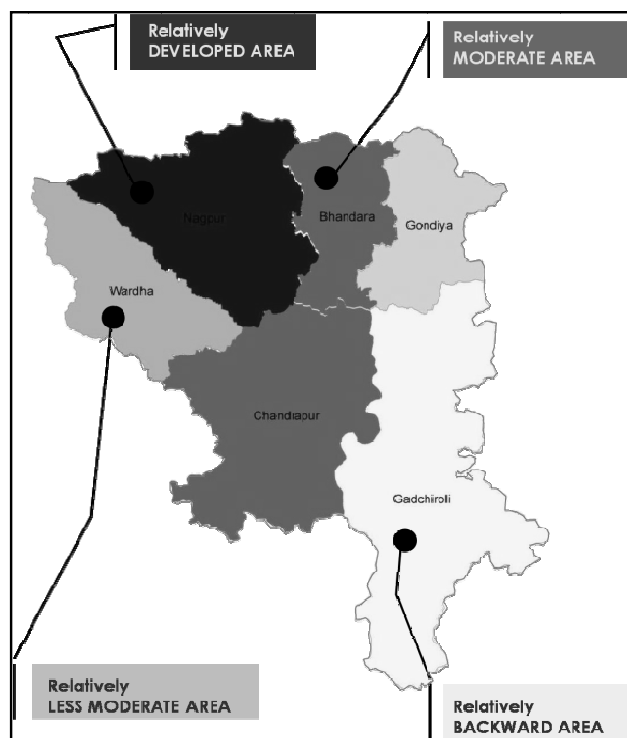 Relatively
DEVELOPED AREA
Relatively
MODERATE AREA
Nagpur
Bhandara
Gondiya
Wardha
Chandrapur
Gadchiroli
Relatively
LESS MODERATE AREA
Relatively
BACKWARD AREA